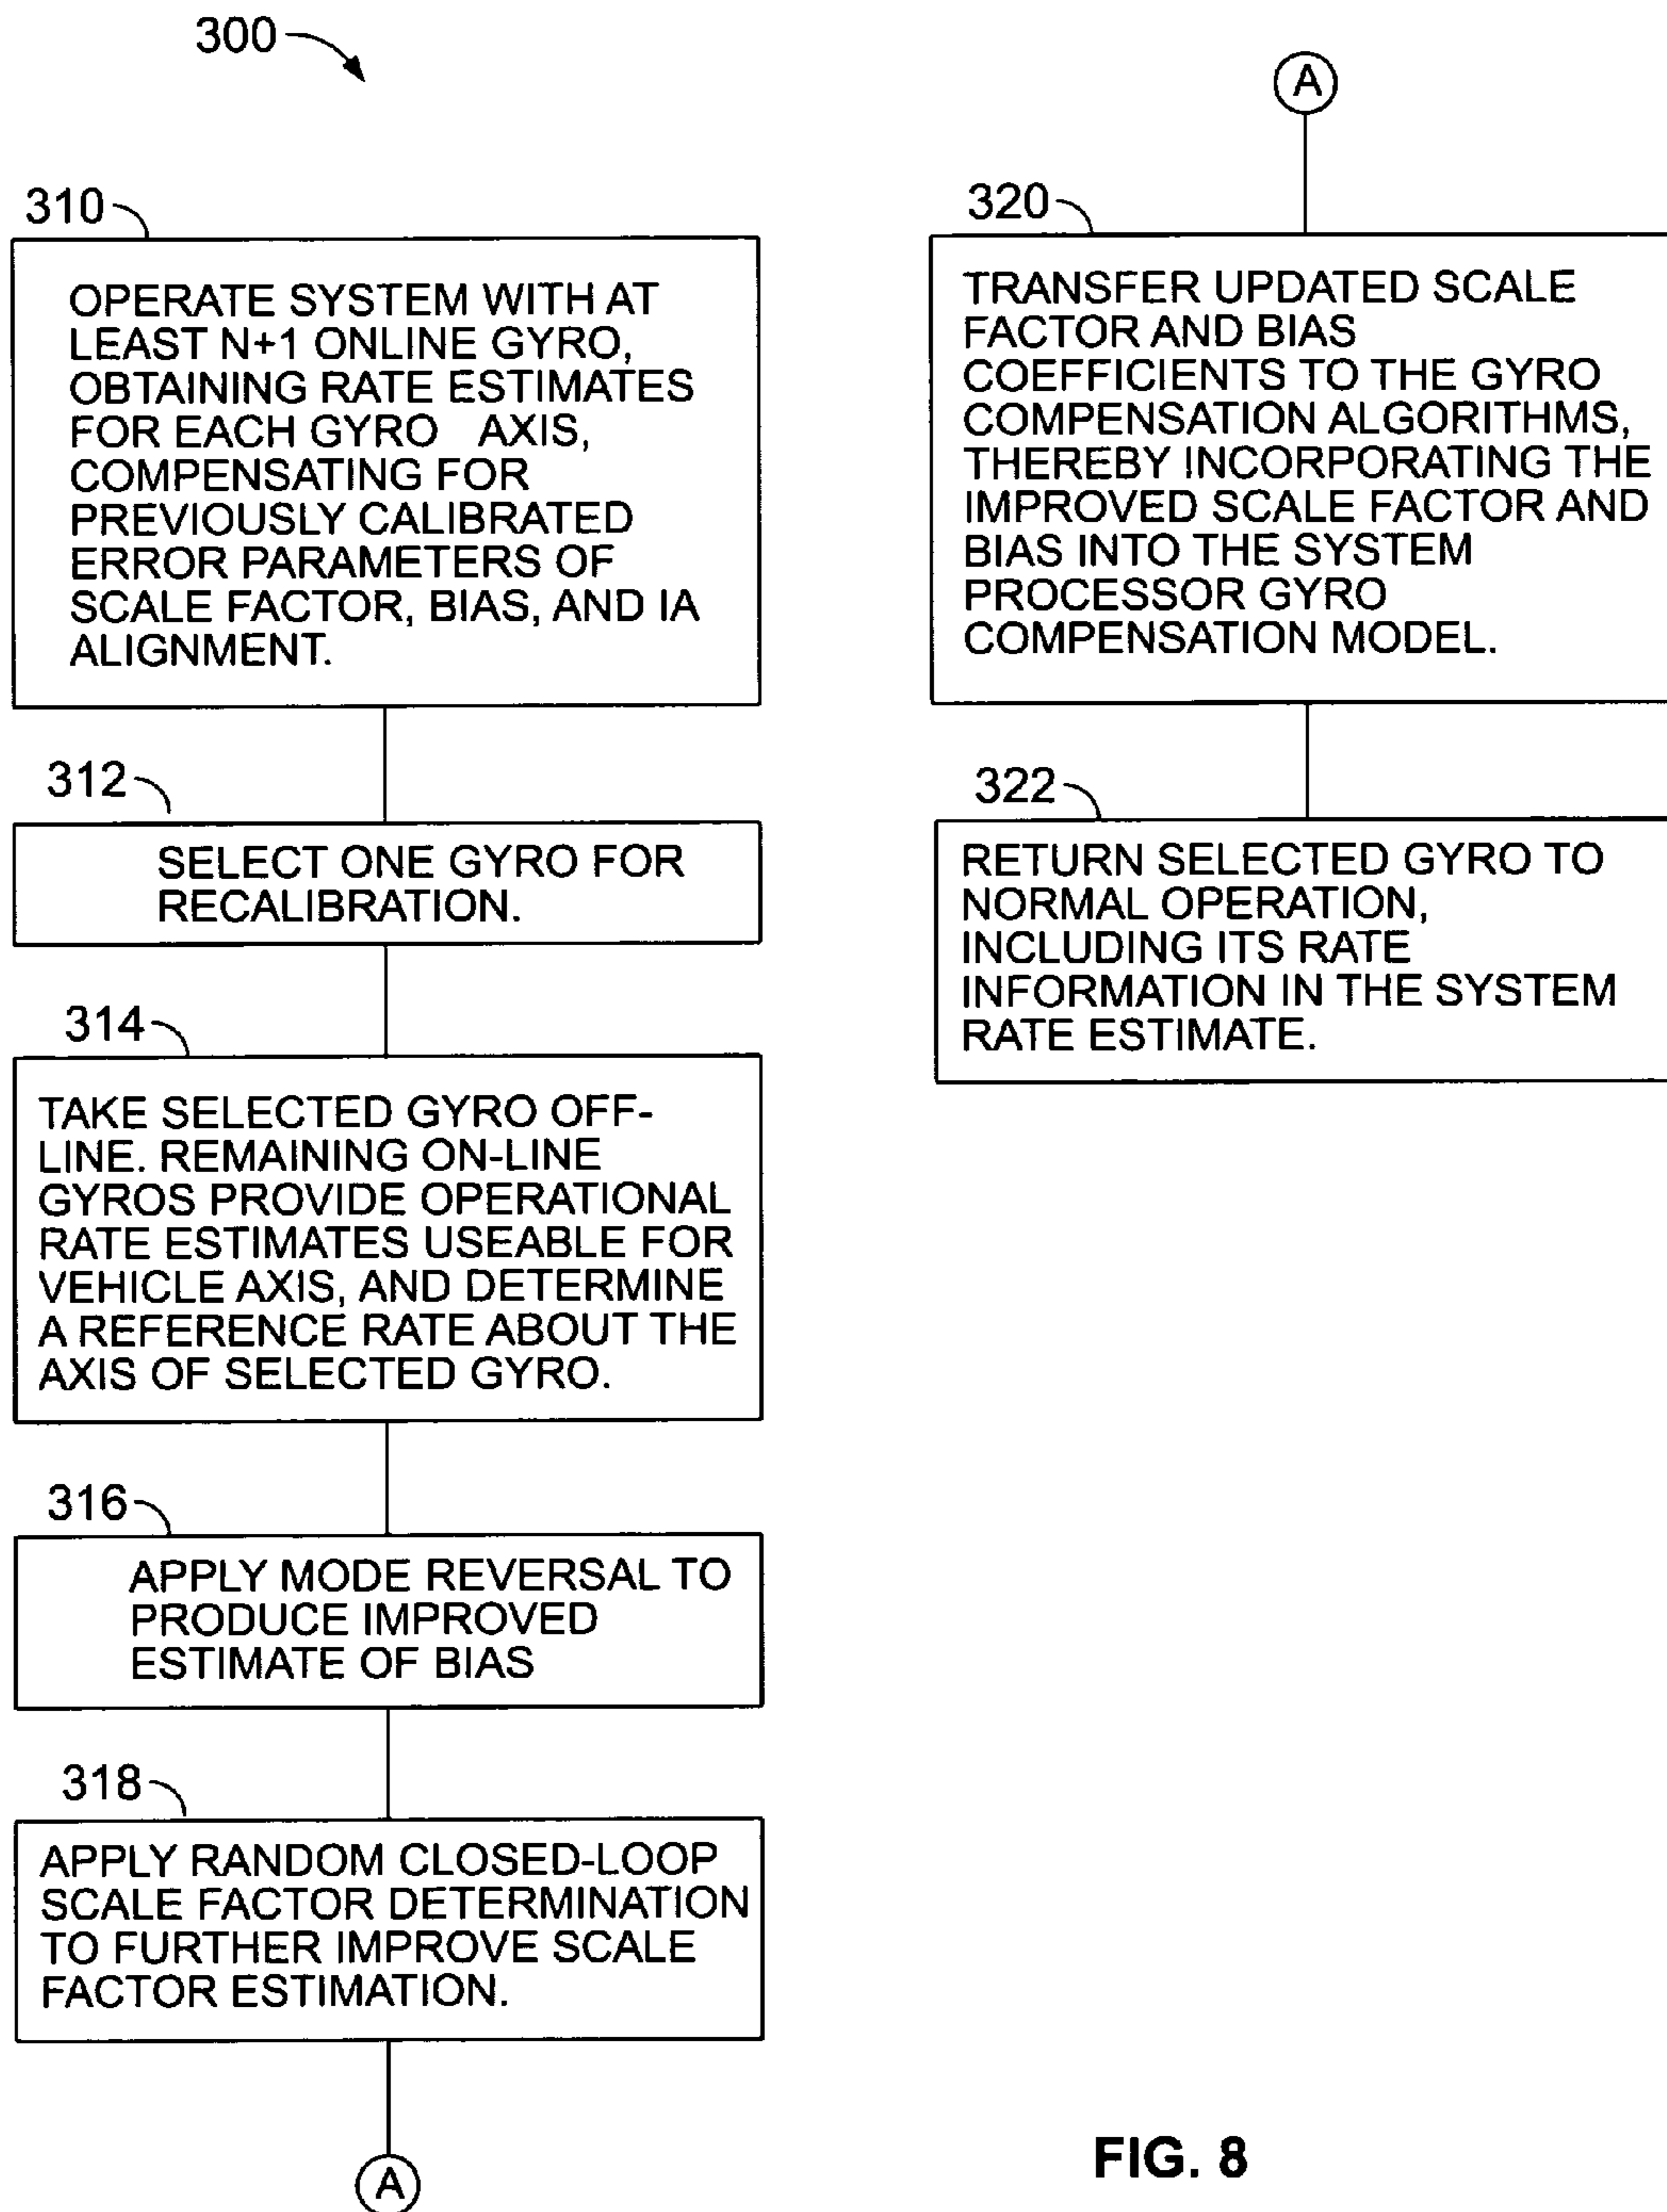 300
310
OPERATE SYSTEM WITH AT
LEAST N+1 ONLINE GYRO,
OBTAINING RATE ESTIMATES
FOR EACH GYRO AXIS,
COMPENSATING FOR
PREVIOUSLY CALIBRATED
ERROR PARAMETERS OF
SCALE FACTOR, BIAS, AND IA
ALIGNMENT.
312
SELECT ONE GYRO FOR
RECALIBRATION.
314
TAKE SELECTED GYRO OFF-
LINE. REMAINING ON-LINE
GYROS PROVIDE OPERATIONAL
RATE ESTIMATES USEABLE FOR
VEHICLE AXIS, AND DETERMINE
A REFERENCE RATE ABOUT THE
AXIS OF SELECTED GYRO.
316
APPLY MODE REVERSAL TO
PRODUCE IMPROVED
ESTIMATE OF BIAS
318
APPLY RANDOM CLOSED-LOOP
SCALE FACTOR DETERMINATION
TO FURTHER IMPROVE SCALE
FACTOR ESTIMATION.
A
A
320
TRANSFER UPDATED SCALE
FACTOR AND BIAS
COEFFICIENTS TO THE GYRO
COMPENSATION ALGORITHMS,
THEREBY INCORPORATING THE
IMPROVED SCALE FACTOR AND
BIAS INTO THE SYSTEM
PROCESSOR GYRO
COMPENSATION MODEL.
322
RETURN SELECTED GYRO TO
NORMAL OPERATION,
INCLUDING ITS RATE
INFORMATION IN THE SYSTEM
RATE ESTIMATE.
FIG. 8